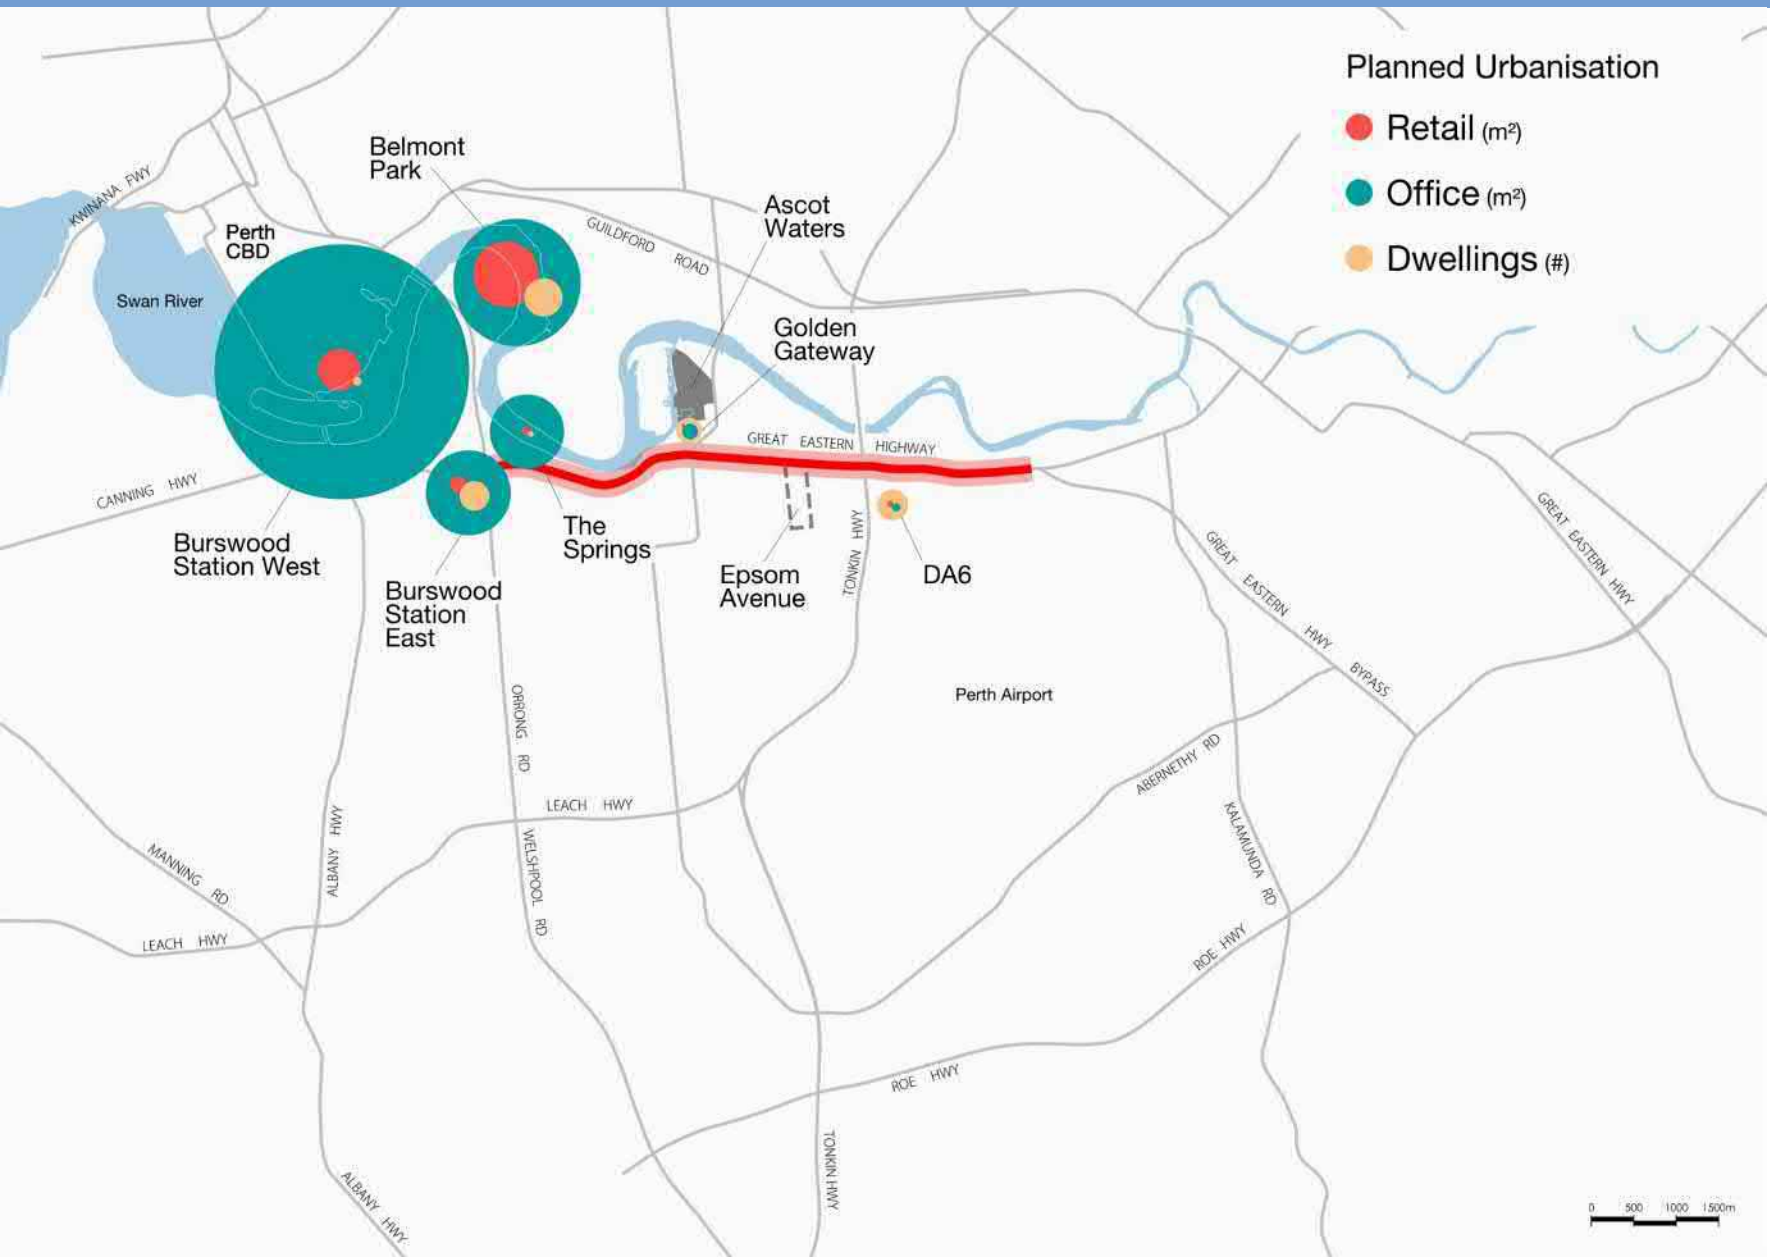 Planned Urbanisation
Retail (m²)
Office (m²)
Dwellings (#)
KWINANA FWY
Belmont
Park
Perth
CBD
Swan River
GUILDFORD ROAD
Ascot
Waters
Golden
Gateway
GREAT EASTERN HIGHWAY
CANNING HWY
Burswood
Station West
Burswood
Station
East
The
Springs
Epsom
Avenue
TONKIN HWY
DA6
GREAT EASTERN HWY
GREAT EASTERN HWY BYPASS
Perth Airport
ORRONG RD
ABERNETHY RD
LEACH HWY
ALBANY HWY
WELSHPOOL RD
KALAMUNDA RD
MANNING RD
LEACH HWY
ROE HWY
ROE HWY
TONKIN HWY
ALBANY HWY
0 500 1000 1500m